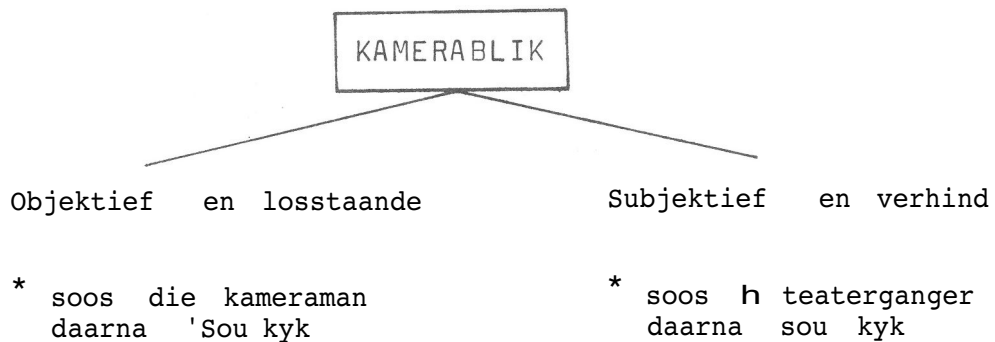 KAMERABLIK
Objektief en losstaande
* soos die kameraman
daarna 'Sou kyk
Subjektief en verhind
* soos h teaterganger
daarna sou kyk